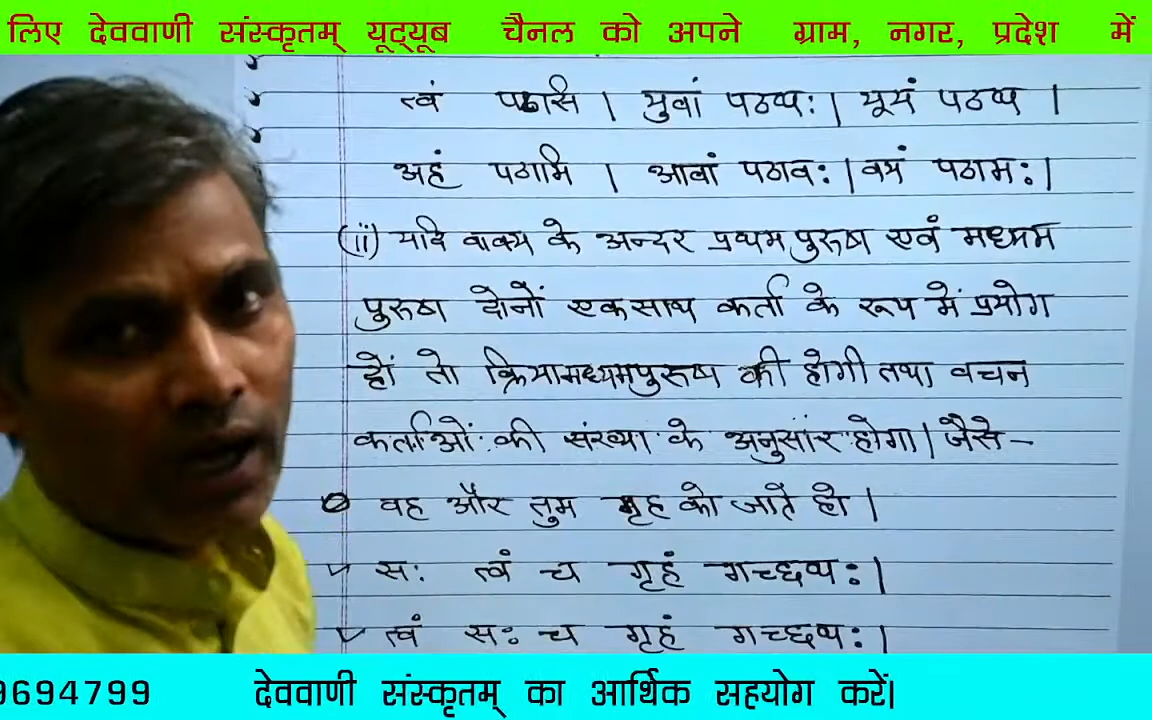 लिए देववाणी संस्कृतम् यूट्यूब चैनल को अपने ग्राम, नगर, प्रदेश में
त्वं पठसि । युवां पठथः । यूयं पठथ ।
अहं पठामि । आवां पठावः । वयं पठामः ।
(ii) यदि वाक्य के अन्दर प्रथम पुरुष एवं मध्यम
पुरुष दोनों एकसाथ कर्ता के रूप में प्रयोग
हों तो क्रिया मध्यमपुरुष की होगी तथा वचन
कर्ताओं की संख्या के अनुसार होगा । जैसे –
वह और तुम गृह को जाते हो ।
सः त्वं च गृहं गच्छथः ।
त्वं सः च गृहं गच्छथः ।
9694799 देववाणी संस्कृतम् का आर्थिक सहयोग करें।